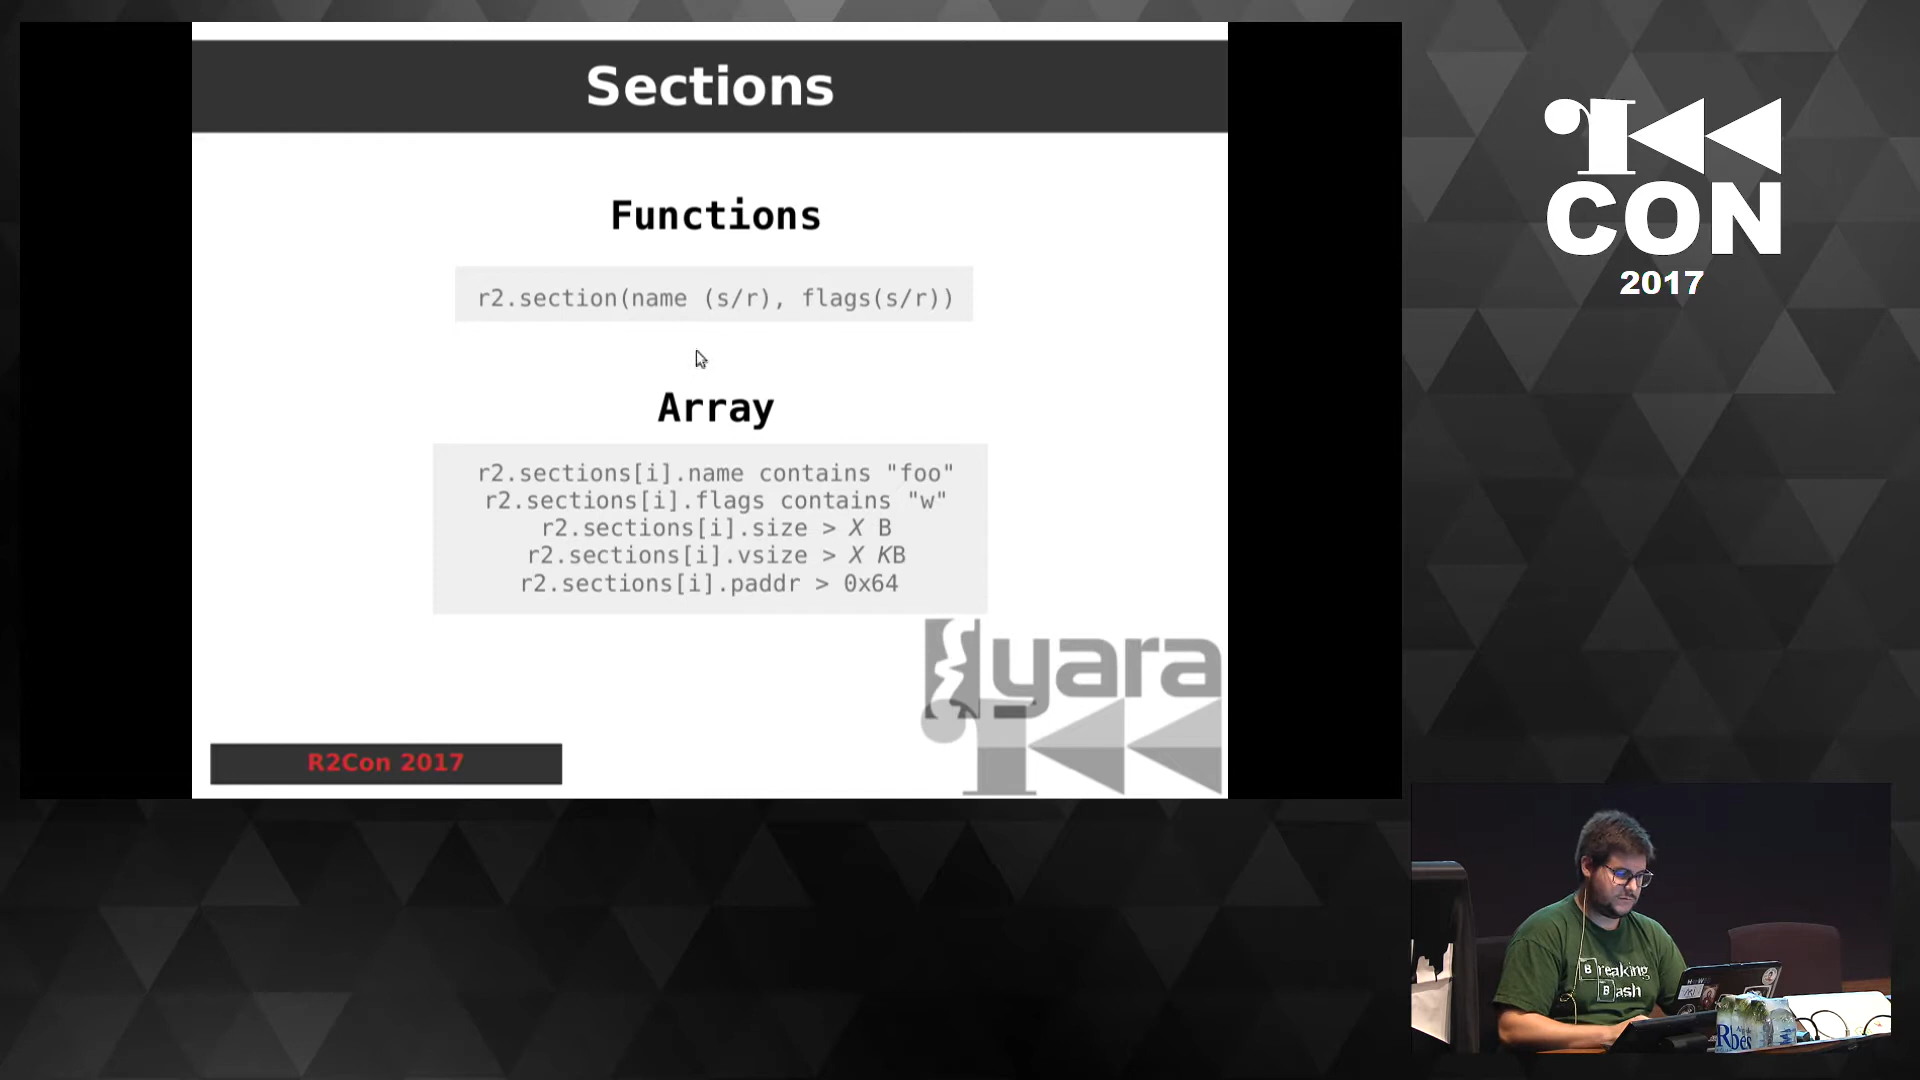 Sections
Functions
r2.section(name (s/r), flags(s/r))
Array
r2.sections[i].name contains "foo"
r2.sections[i].flags contains "w"
r2.sections[i].size > X B
r2.sections[i].vsize > X KB
r2.sections[i].paddr > 0x64
yara
R2Con 2017
r
CON
2017
Breaking
Bash